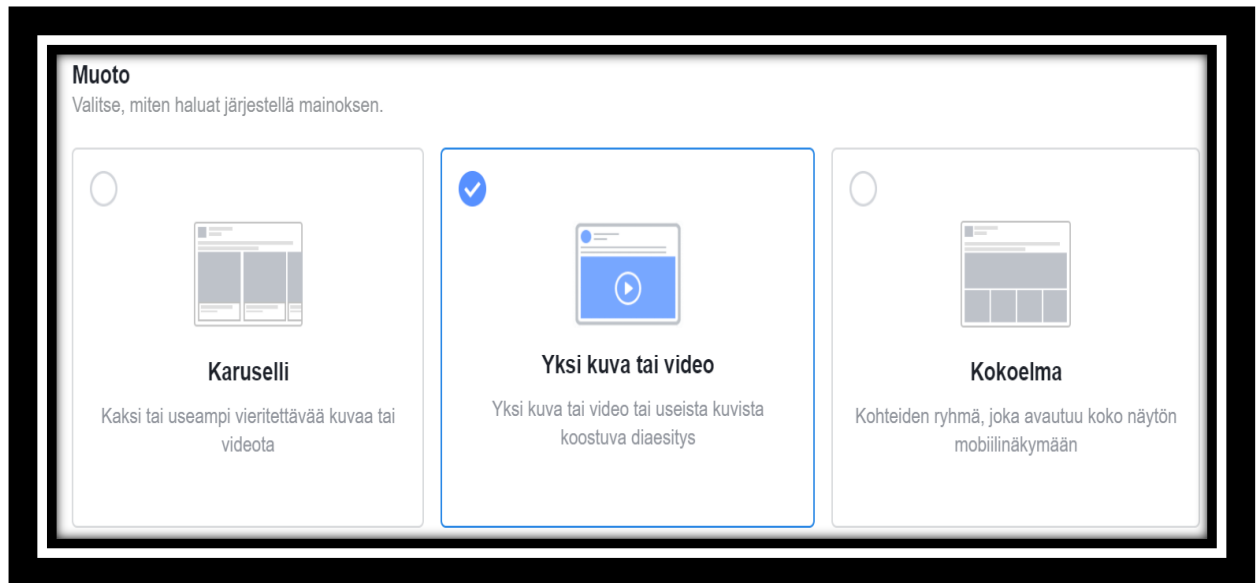 Muoto
Valitse, miten haluat järjestellä mainoksen.
Karuselli
Kaksi tai useampi vieritettävää kuvaa tai
videota
Yksi kuva tai video
Yksi kuva tai video tai useista kuvista
koostuva diaesitys
Kokoelma
Kohteiden ryhmä, joka avautuu koko näytön
mobiilinäkymään